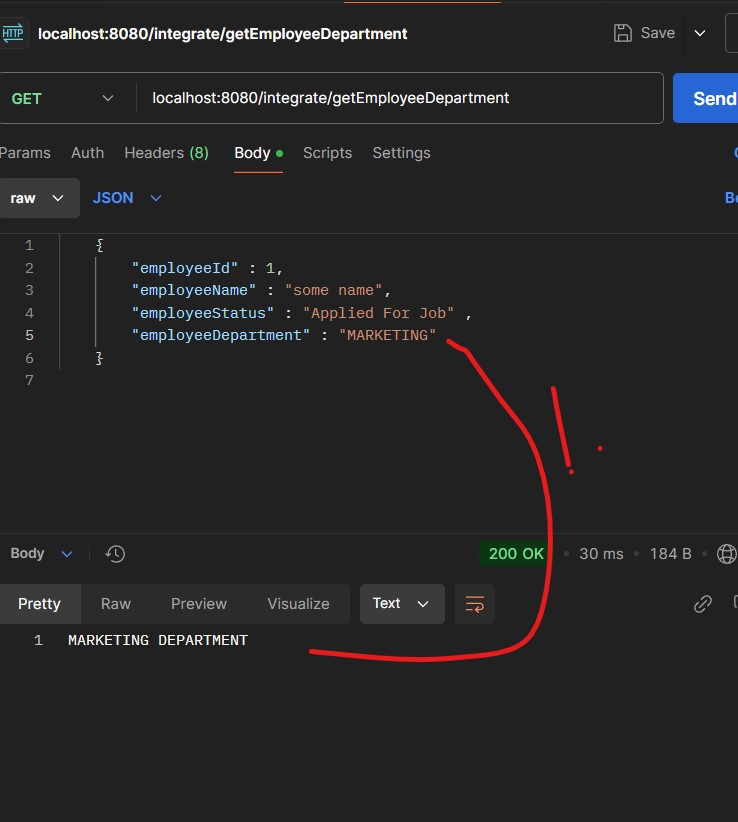 HTTP localhost:8080/integrate/getEmployeeDepartment Save
GET localhost:8080/integrate/getEmployeeDepartment Send
Params Auth Headers (8) Body Scripts Settings
raw JSON
1 {
2 "employeeId" : 1,
3 "employeeName" : "some name",
4 "employeeStatus" : "Applied For Job" ,
5 "employeeDepartment" : "MARKETING"
6 }
7
Body 200 OK • 30 ms • 184 B •
Pretty Raw Preview Visualize Text
1 MARKETING DEPARTMENT